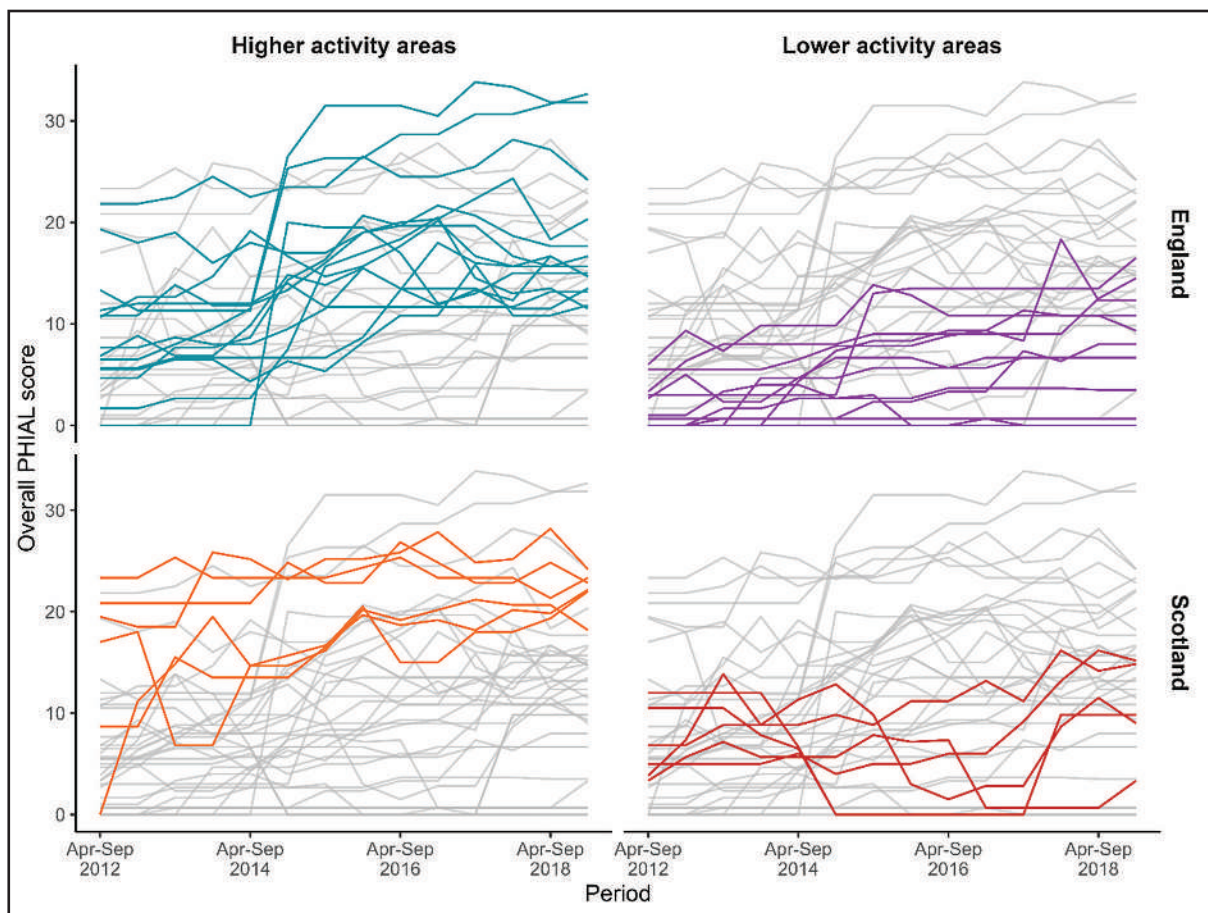 Higher activity areas
Lower activity areas
Overall PHIAL score
30
20
10
0
England
30
20
10
0
Scotland
Apr-Sep
2012
Apr-Sep
2014
Apr-Sep
2016
Apr-Sep
2018
Apr-Sep
2012
Apr-Sep
2014
Apr-Sep
2016
Apr-Sep
2018
Period